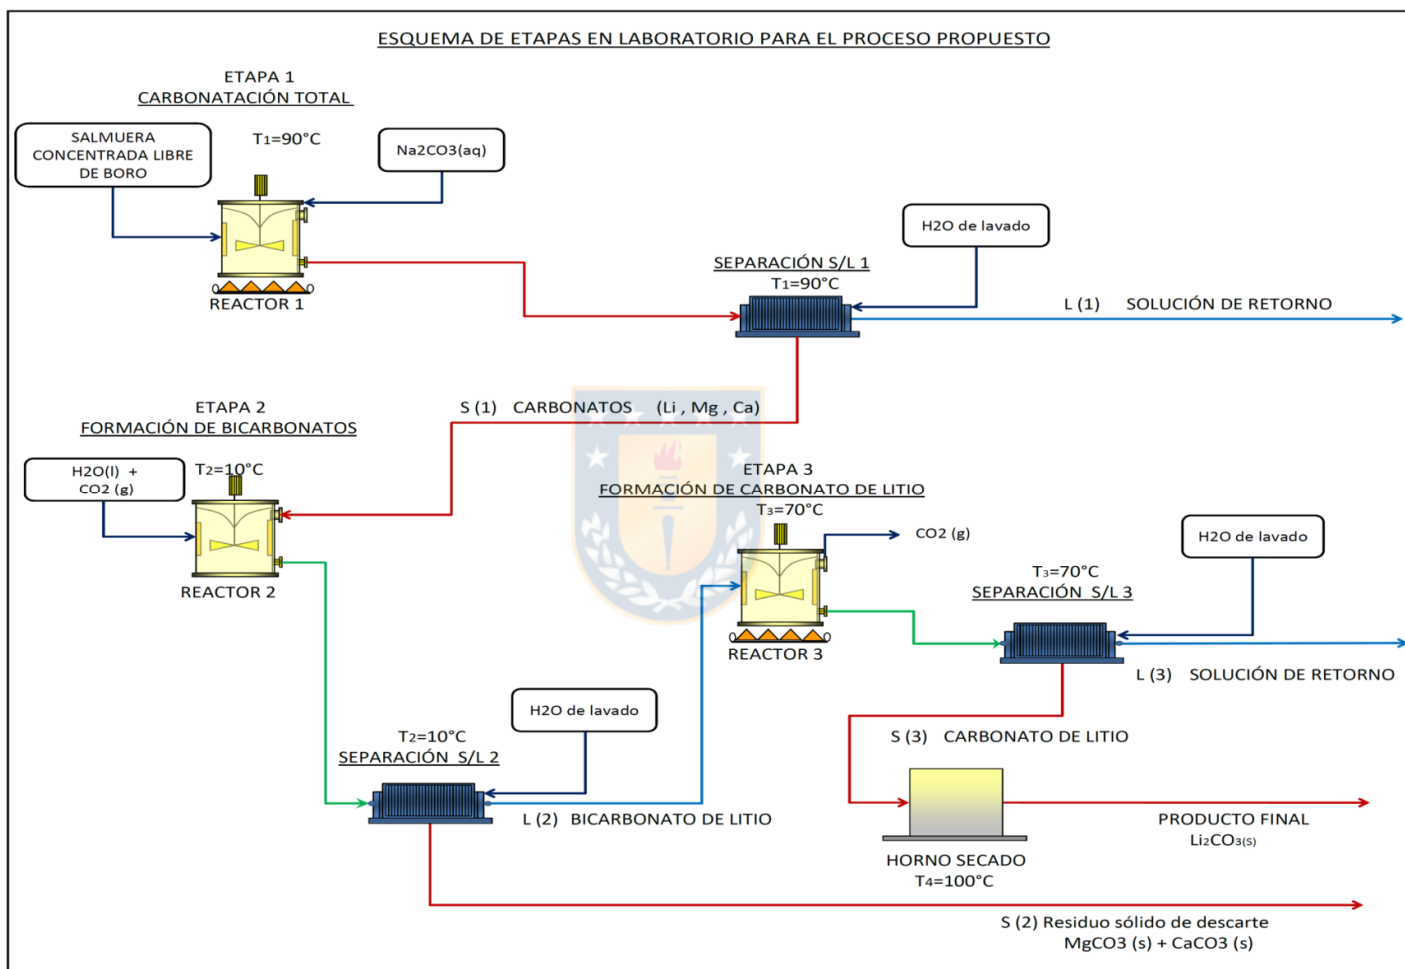 ESQUEMA DE ETAPAS EN LABORATORIO PARA EL PROCESO PROPUESTO
ETAPA 1
CARBONATACIÓN TOTAL
SALMUERA
CONCENTRADA LIBRE
DE BORO
T1=90°C
Na2CO3(aq)
REACTOR 1
H2O de lavado
SEPARACIÓN S/L 1
T1=90°C
L (1) SOLUCIÓN DE RETORNO
S (1) CARBONATOS (Li , Mg , Ca)
ETAPA 2
FORMACIÓN DE BICARBONATOS
H2O(l) +
CO2 (g)
T2=10°C
REACTOR 2
ETAPA 3
FORMACIÓN DE CARBONATO DE LITIO
T3=70°C
CO2 (g)
REACTOR 3
H2O de lavado
T3=70°C
SEPARACIÓN S/L 3
L (3) SOLUCIÓN DE RETORNO
H2O de lavado
T2=10°C
SEPARACIÓN S/L 2
L (2) BICARBONATO DE LITIO
S (3) CARBONATO DE LITIO
HORNO SECADO
T4=100°C
PRODUCTO FINAL
Li2CO3(S)
S (2) Residuo sólido de descarte
MgCO3 (s) + CaCO3 (s)